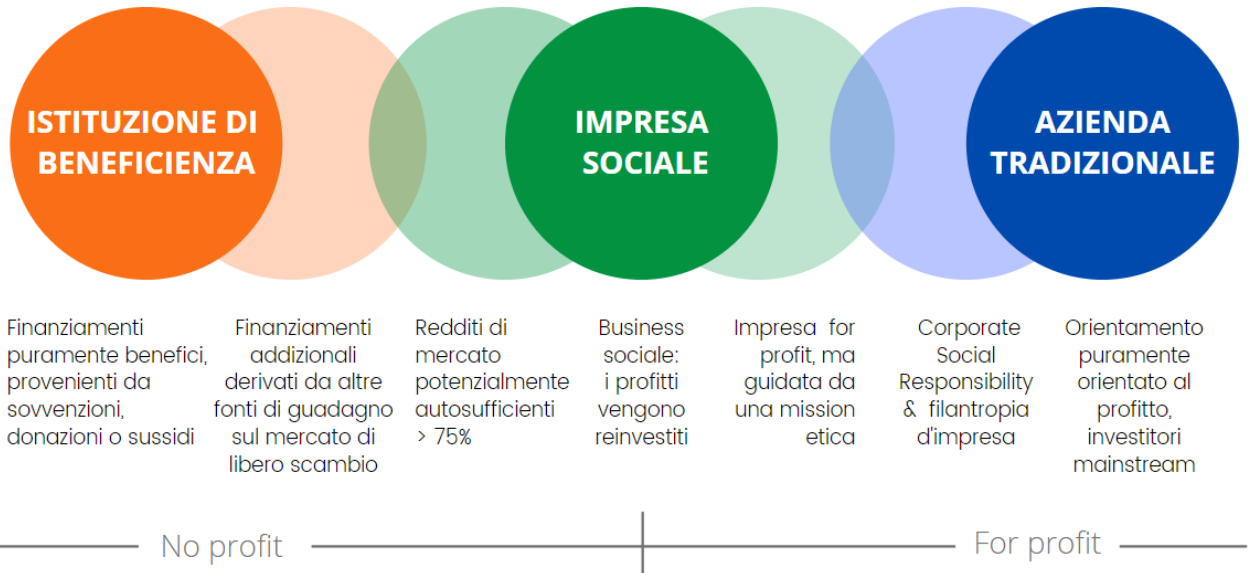 ISTITUZIONE DI
BENEFICIENZA
IMPRESA
SOCIALE
AZIENDA
TRADIZIONALE
Finanziamenti
puramente benefici,
provenienti da
sovvenzioni,
donazioni o sussidi
Finanziamenti
addizionali
derivati da altre
fonti di guadagno
sul mercato di
libero scambio
Redditi di
mercato
potenzialmente
autosufficienti
> 75%
Business
sociale:
i profitti
vengono
reinvestiti
Impresa for
profit, ma
guidata da
una mission
etica
Corporate
Social
Responsibility
& filantropia
d'impresa
Orientamento
puramente
orientato al
profitto,
investitori
mainstream
No profit
For profit